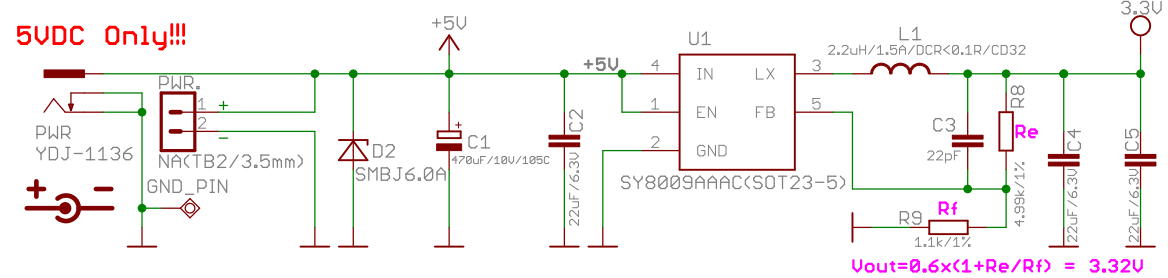 5VDC Only!!!
PWR
YDJ-1136
PWR.
1
+
2
-
NA(TB2/3.5mm)
GND_PIN
+ -
D2
SMBJ6.0A
+5V
+
C1
470uF/10V/105C
C2
22uF/6.3V
+5V
U1
4 IN LX 3
1 EN FB 5
2 GND
SY8009AAAC(SOT23-5)
L1
2.2uH/1.5A/DCR<0.1R/CD32
C3
22pF
R8
Re
4.99k/1%
Rf
R9
1.1k/1%
C4
22uF/6.3V
C5
22uF/6.3V
3.3V
Vout=0.6x(1+Re/Rf) = 3.32V